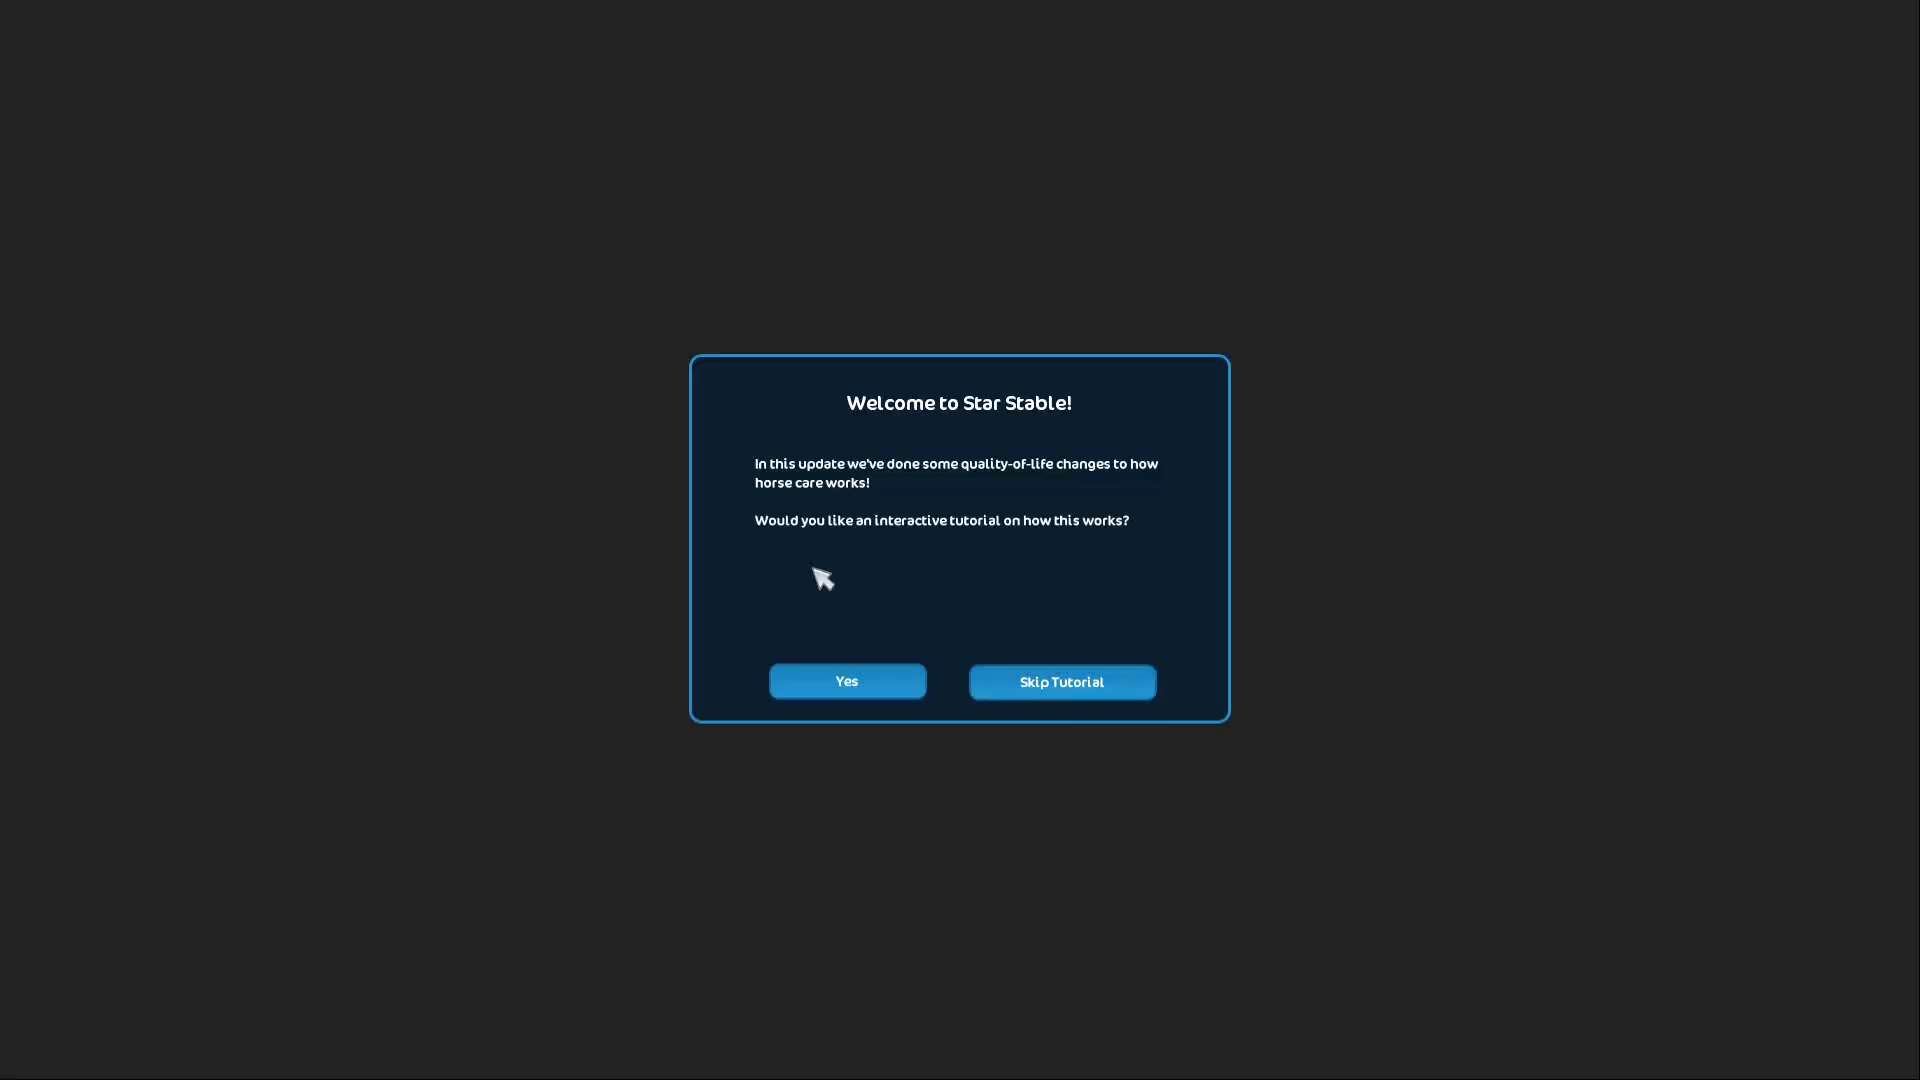 Welcome to Star Stable!
In this update we've done some quality-of-life changes to how
horse care works!
Would you like an interactive tutorial on how this works?
Yes
Skip Tutorial